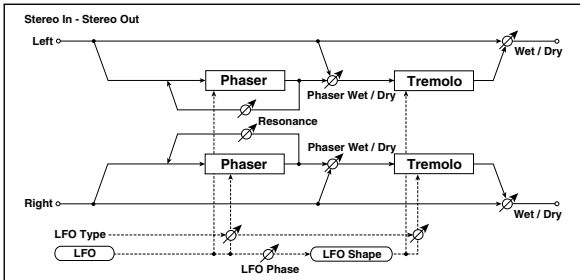 Stereo In - Stereo Out
Left
Wet / Dry
Phaser
Tremolo
Phaser Wet / Dry
Resonance
Phaser Wet / Dry
Phaser
Tremolo
Right
Wet / Dry
LFO Type
LFO
LFO Shape
LFO Phase